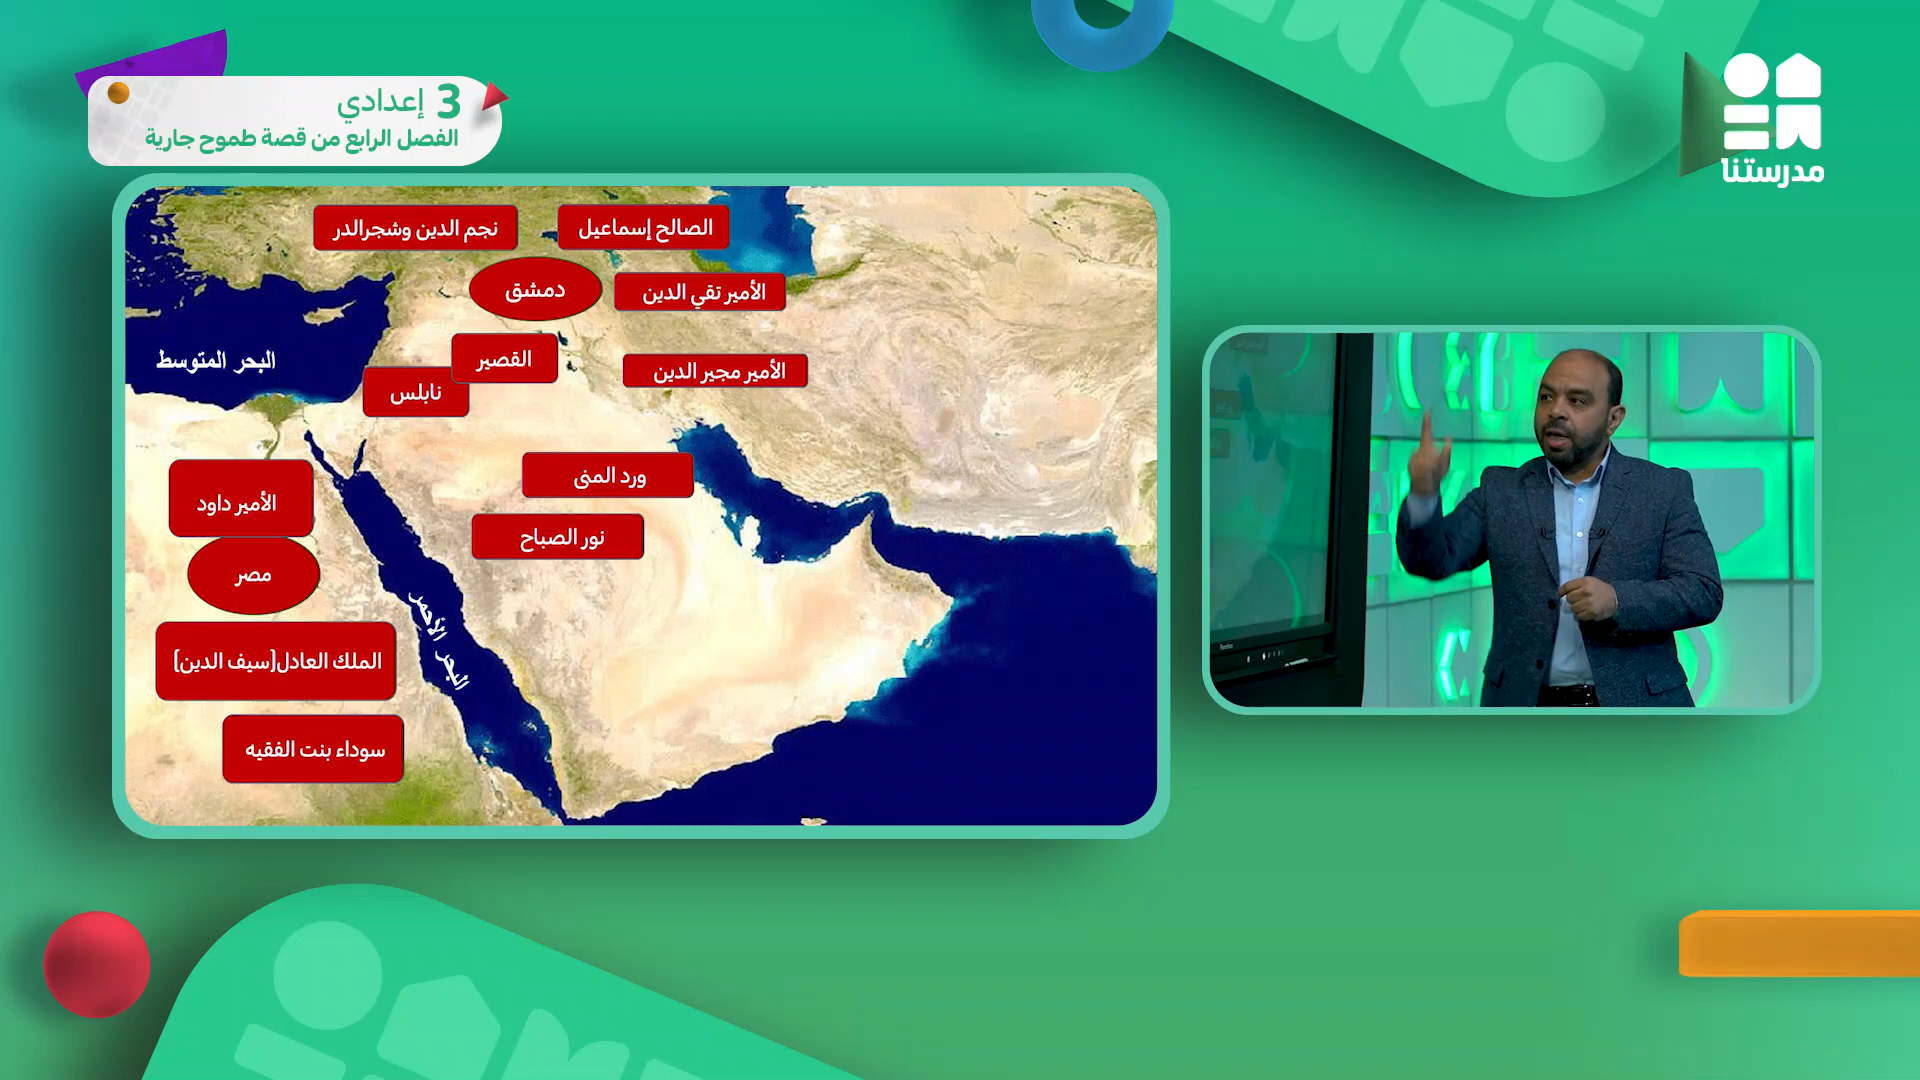 3 إعدادي
الفصل الرابع من قصة طموح جارية
مدرستنا
الصالح إسماعيل
نجم الدين وشجرالدر
الأمير تقي الدين
دمشق
الأمير مجير الدين
القصير
نابلس
البحر المتوسط
ورد المنى
نور الصباح
الأمير داود
مصر
البحر الأحمر
الملك العادل(سيف الدين)
سوداء بنت الفقيه